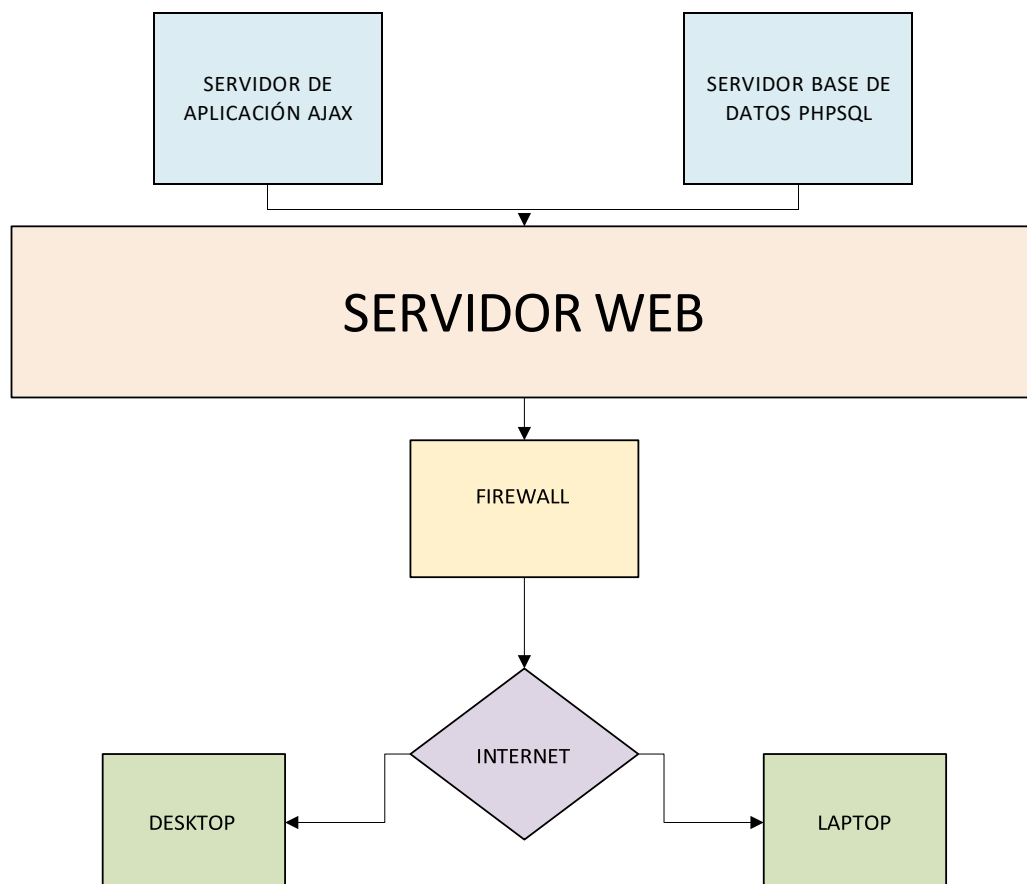 SERVIDOR DE
APLICACIÓN AJAX
SERVIDOR BASE DE
DATOS PHPSQL
SERVIDOR WEB
FIREWALL
INTERNET
DESKTOP
LAPTOP